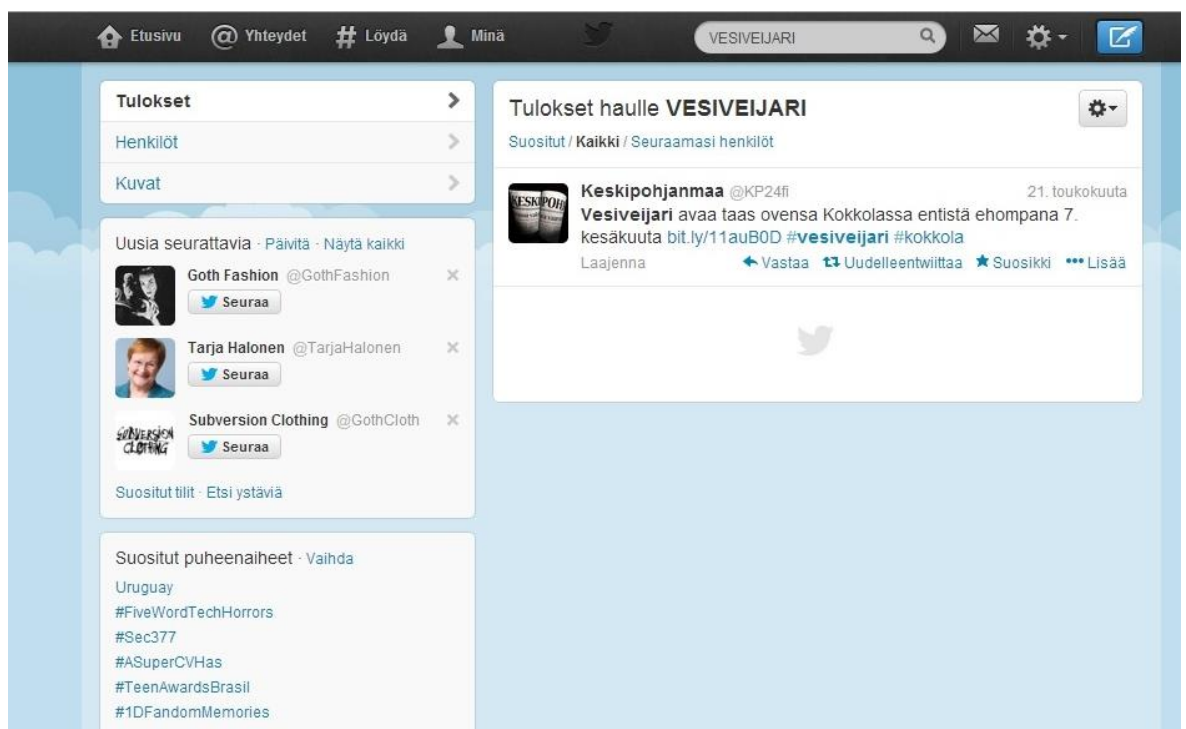 Etusivu @ Yhteydet # Löydä Minä VESIVEIJARI
Tulokset
Henkilöt
Kuvat
Uusia seurattavia · Päivitä · Näytä kaikki
Goth Fashion @GothFashion
Seuraa
Tarja Halonen @TarjaHalonen
Seuraa
SUBVERSION
CLOTHING
Subversion Clothing @GothCloth
Seuraa
Suositut tilit · Etsi ystäviä
Suositut puheenaiheet · Vaihda
Uruguay
#FiveWordTechHorrors
#Sec377
#ASuperCVHas
#TeenAwardsBrasil
#1DFandomMemories
Tulokset haulle VESIVEIJARI
Suositut / Kaikki / Seuraamasi henkilöt
KESKIPOH
Keskipohjanmaa @KP24fi 21. toukokuuta
Vesiveijari avaa taas ovensa Kokkolassa entistä ehompana 7.
kesäkuuta bit.ly/11auB0D #vesiveijari #kokkola
Laajenna Vastaa Uudelleentwiittaa Suosikki Lisää